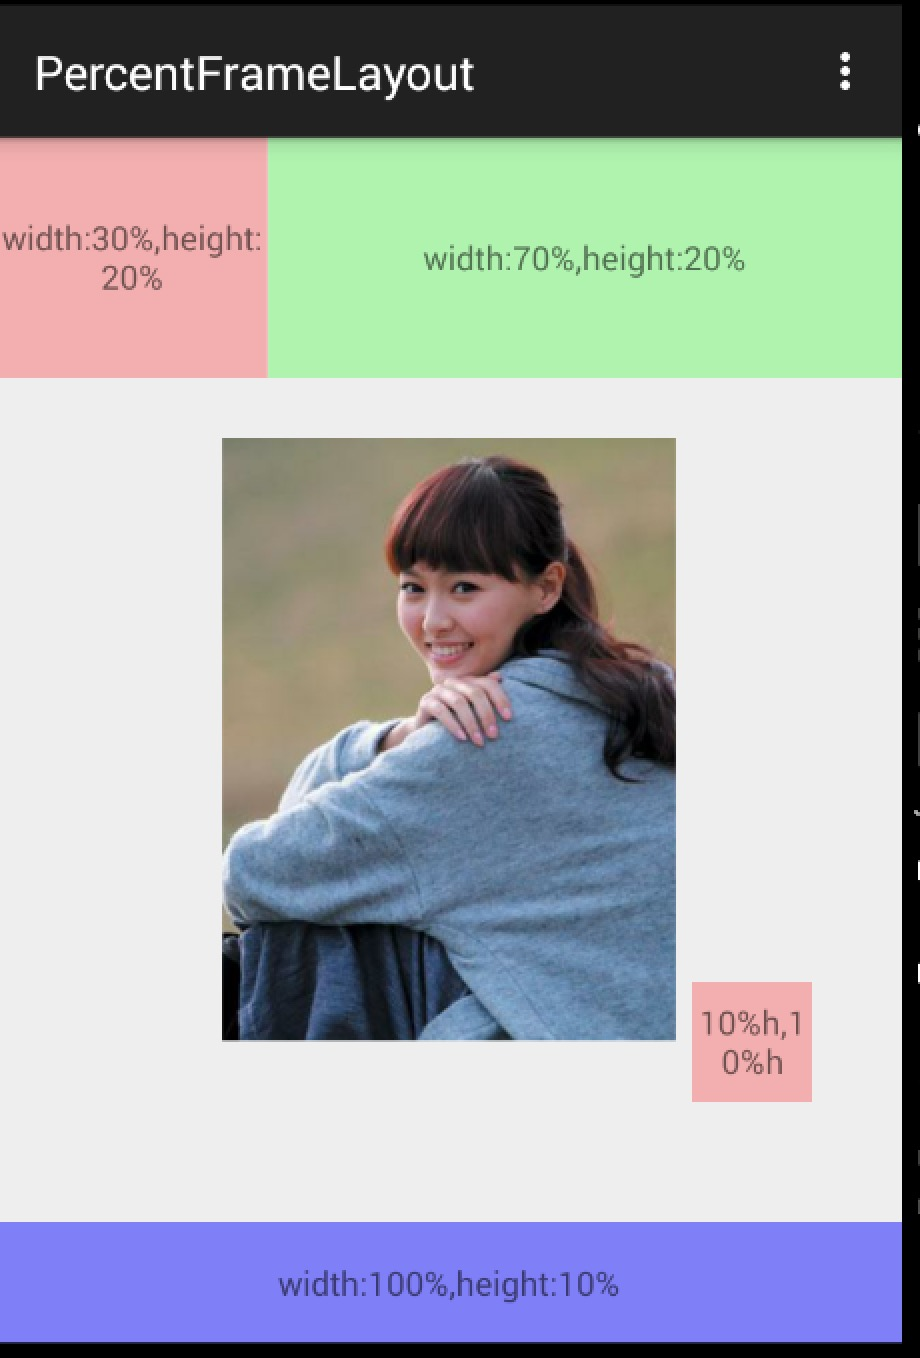 PercentFrameLayout
width:30%,height:
20%
width:70%,height:20%
10%h,1
0%h
width:100%,height:10%